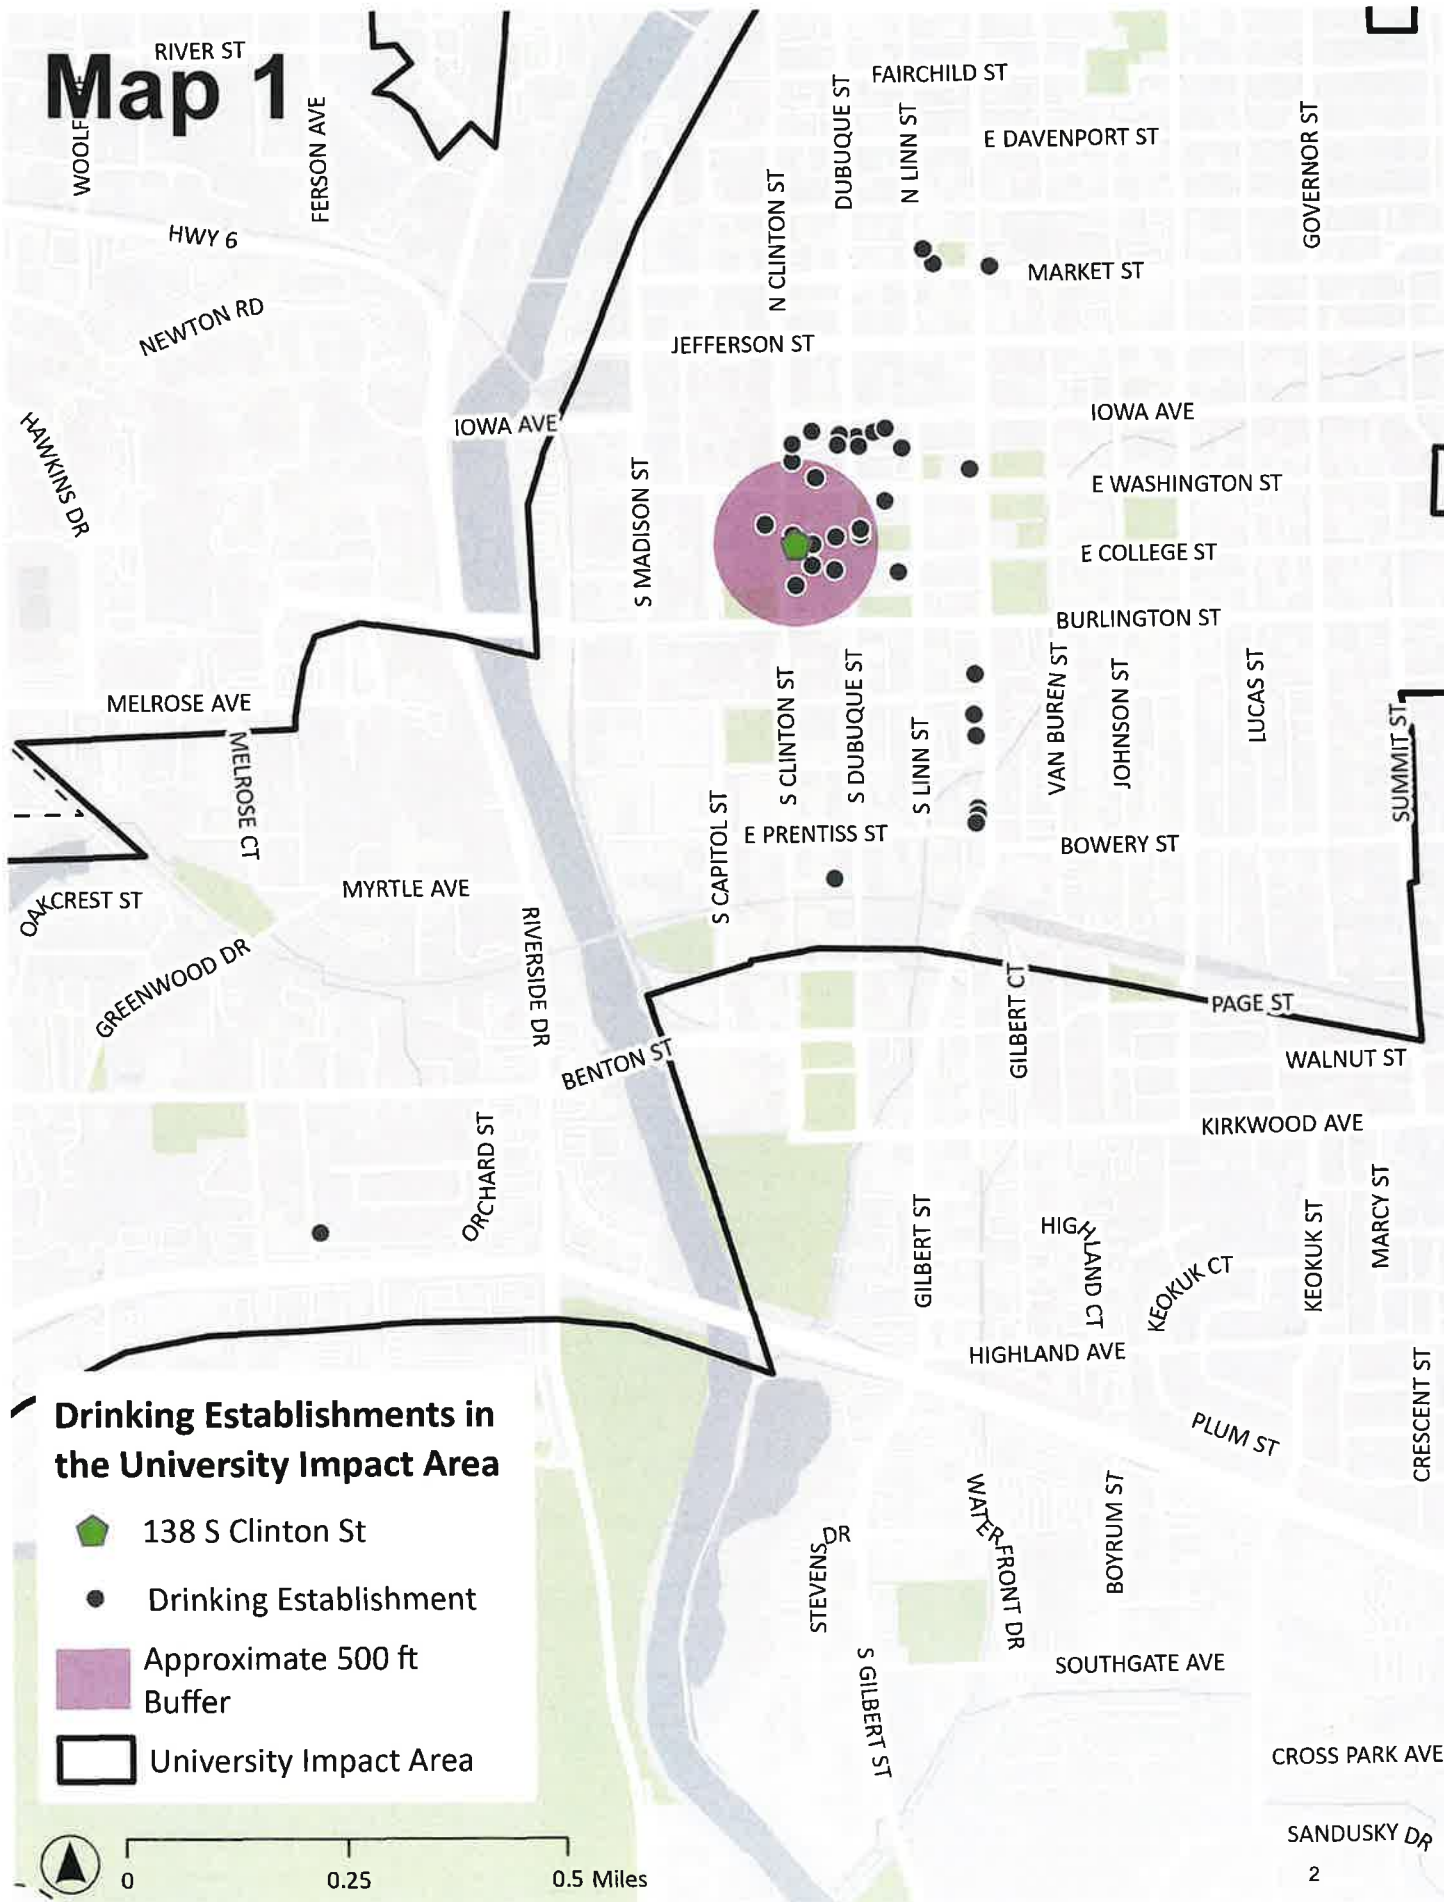 RIVER ST
Map 1
WOOLF
FERSON AVE
HWY 6
NEWTON RD
HAWKINS DR
IOWA AVE
FAIRCHILD ST
DUBUQUE ST
N LINN ST
E DAVENPORT ST
GOVERNOR ST
N CLINTON ST
MARKET ST
JEFFERSON ST
IOWA AVE
S MADISON ST
E WASHINGTON ST
E COLLEGE ST
BURLINGTON ST
MELROSE AVE
MELROSE CT
S CLINTON ST
S DUBUQUE ST
S LINN ST
VAN BUREN ST
JOHNSON ST
LUCAS ST
SUMMIT ST
S CAPITOL ST
E PRENTISS ST
BOWERY ST
OAKCREST ST
MYRTLE AVE
GREENWOOD DR
RIVERSIDE DR
BENTON ST
GILBERT CT
PAGE ST
WALNUT ST
KIRKWOOD AVE
ORCHARD ST
GILBERT ST
HIGHLAND CT
KEOKUK CT
KEOKUK ST
MARCY ST
HIGHLAND AVE
CRESCENT ST
PLUM ST
STEVENS DR
WATERFRONT DR
BOYRUM ST
S GILBERT ST
SOUTHGATE AVE
CROSS PARK AVE
SANDUSKY DR
Drinking Establishments in
the University Impact Area
138 S Clinton St
Drinking Establishment
Approximate 500 ft
Buffer
University Impact Area
0 0.25 0.5 Miles
2